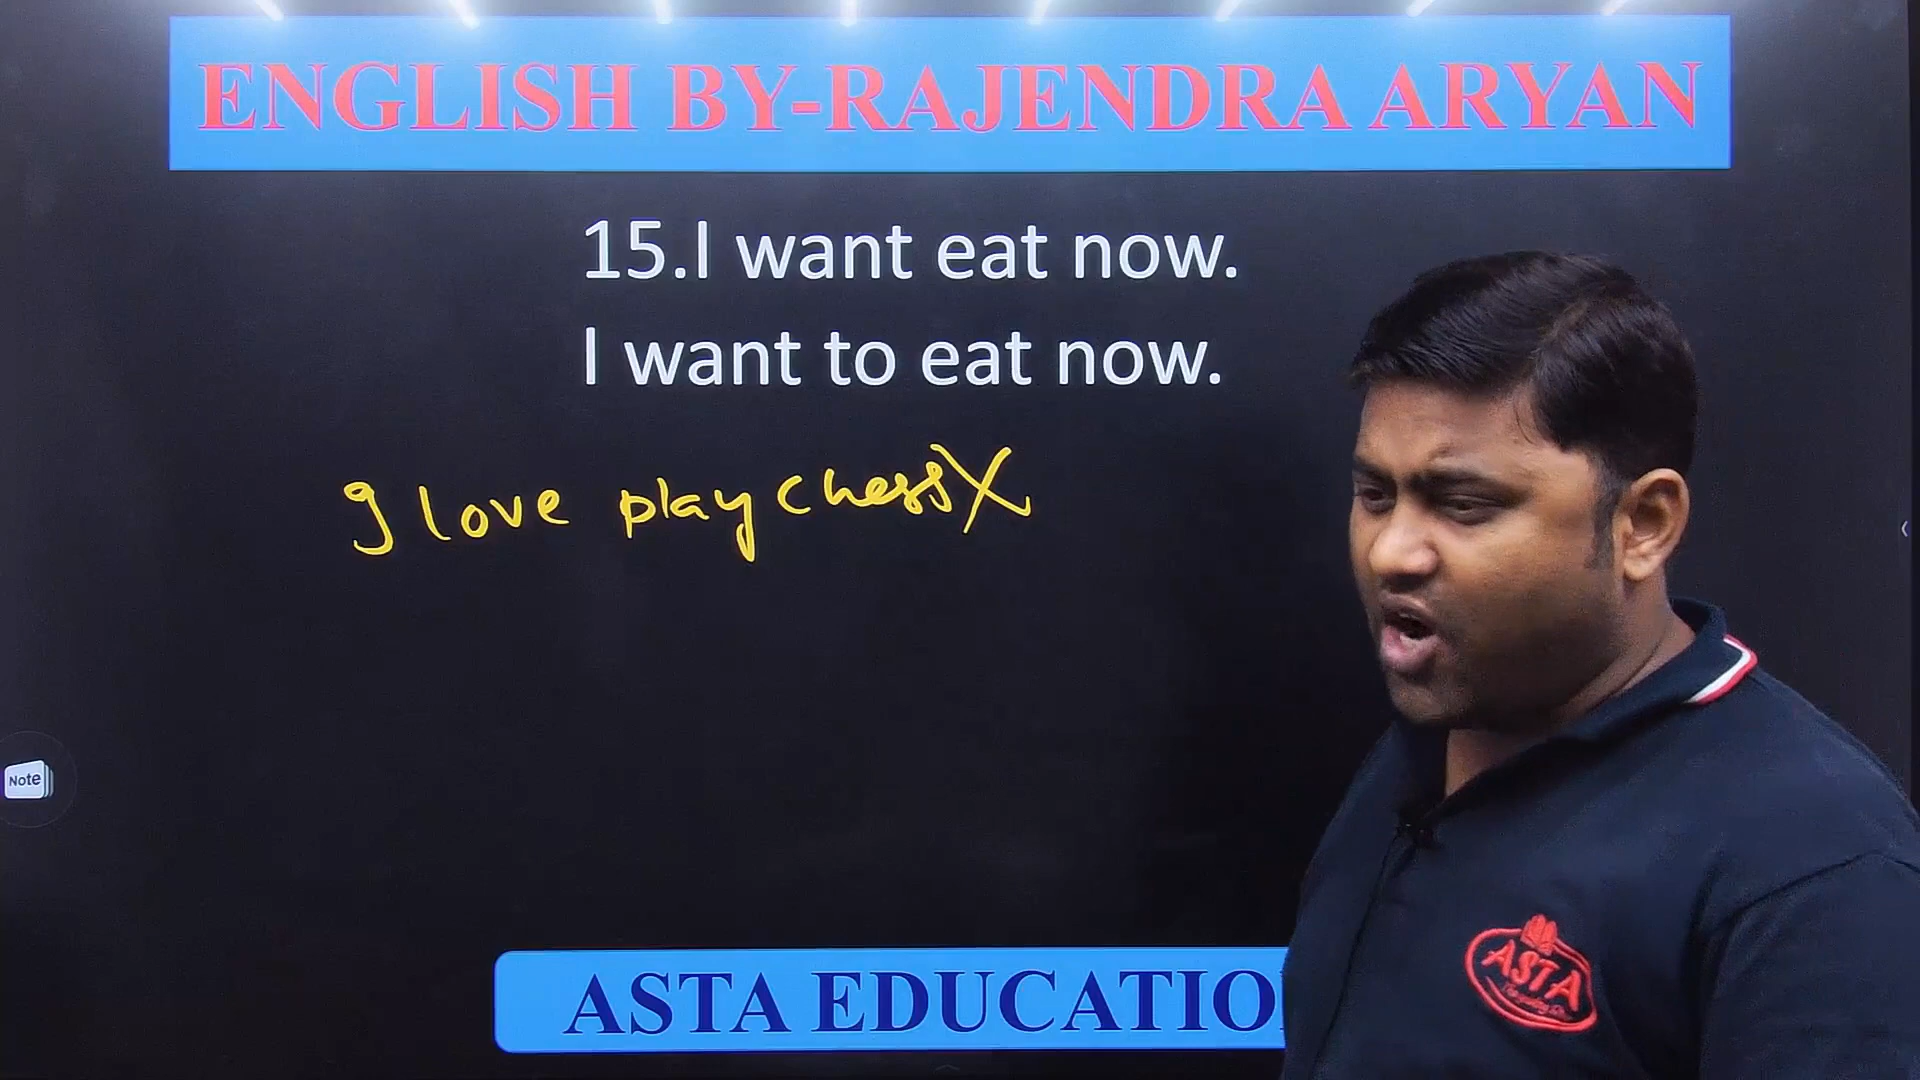 ENGLISH BY-RAJENDRA ARYAN
15.I want eat now.
I want to eat now.
I love play chess X
Note
ASTA EDUCATIO
ASTA